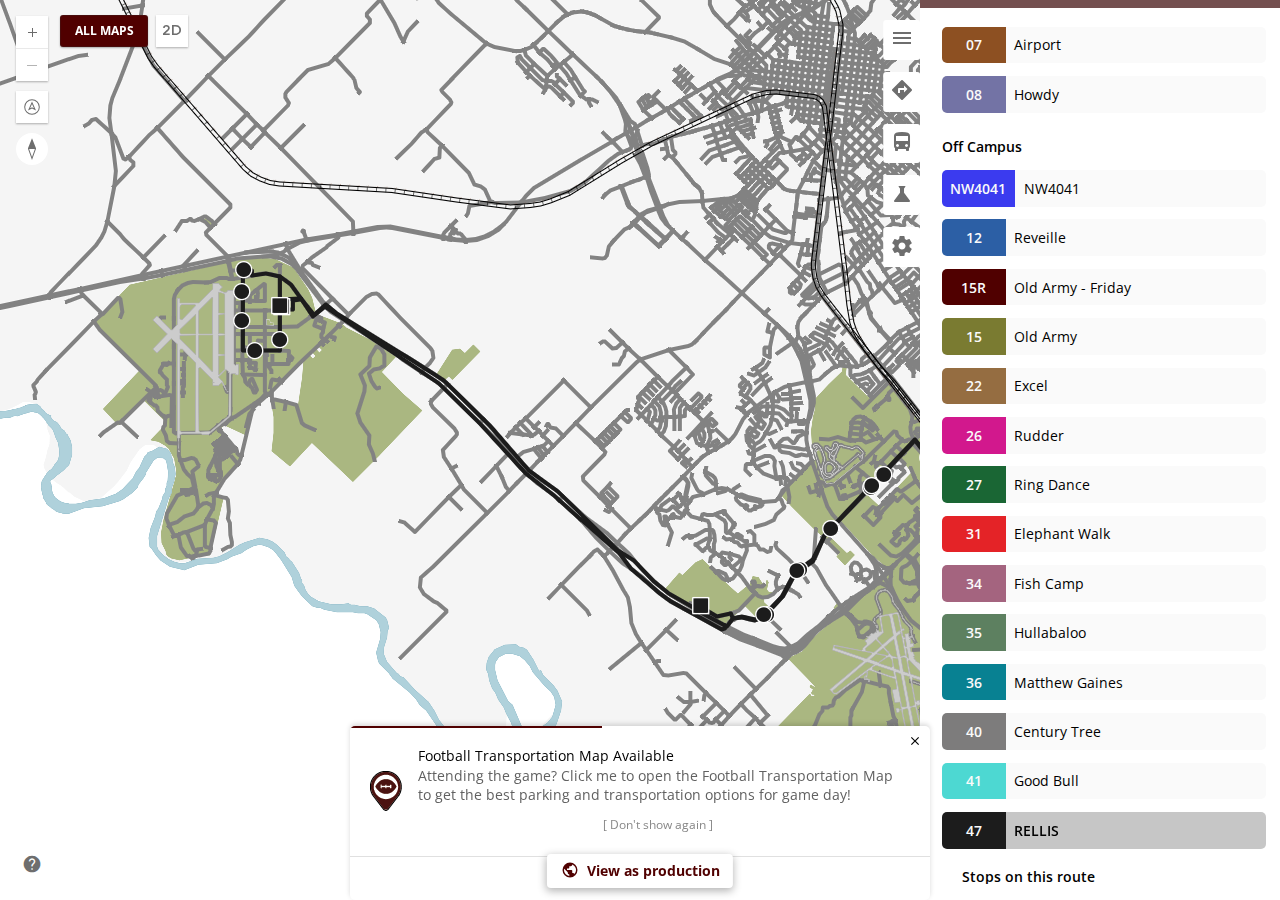 ALL MAPS
2D
07 Airport
08 Howdy
Off Campus
NW4041 NW4041
12 Reveille
15R Old Army - Friday
15 Old Army
22 Excel
26 Rudder
27 Ring Dance
31 Elephant Walk
34 Fish Camp
35 Hullabaloo
36 Matthew Gaines
40 Century Tree
41 Good Bull
47 RELLIS
Stops on this route
Football Transportation Map Available
Attending the game? Click me to open the Football Transportation Map
to get the best parking and transportation options for game day!
[ Don't show again ]
View as production